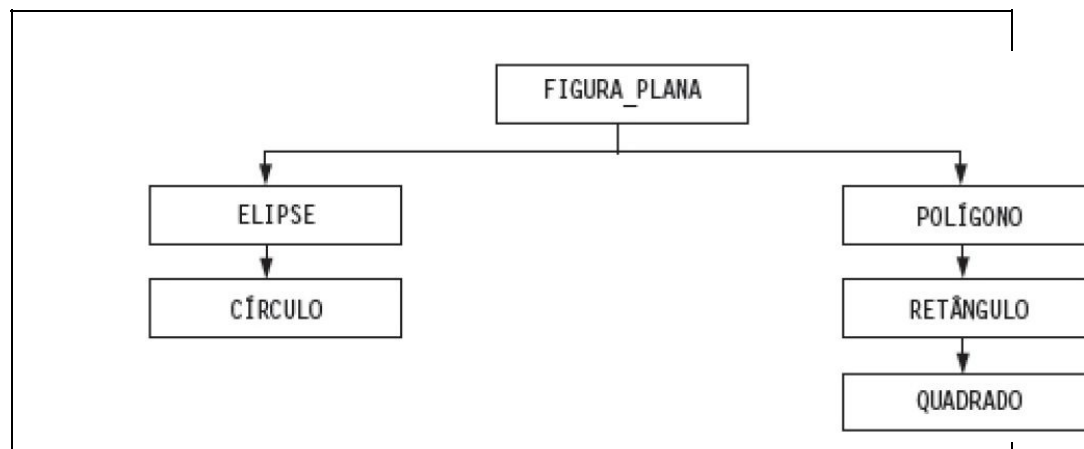 FIGURA_PLANA
ELIPSE
POLÍGONO
CÍRCULO
RETÂNGULO
QUADRADO